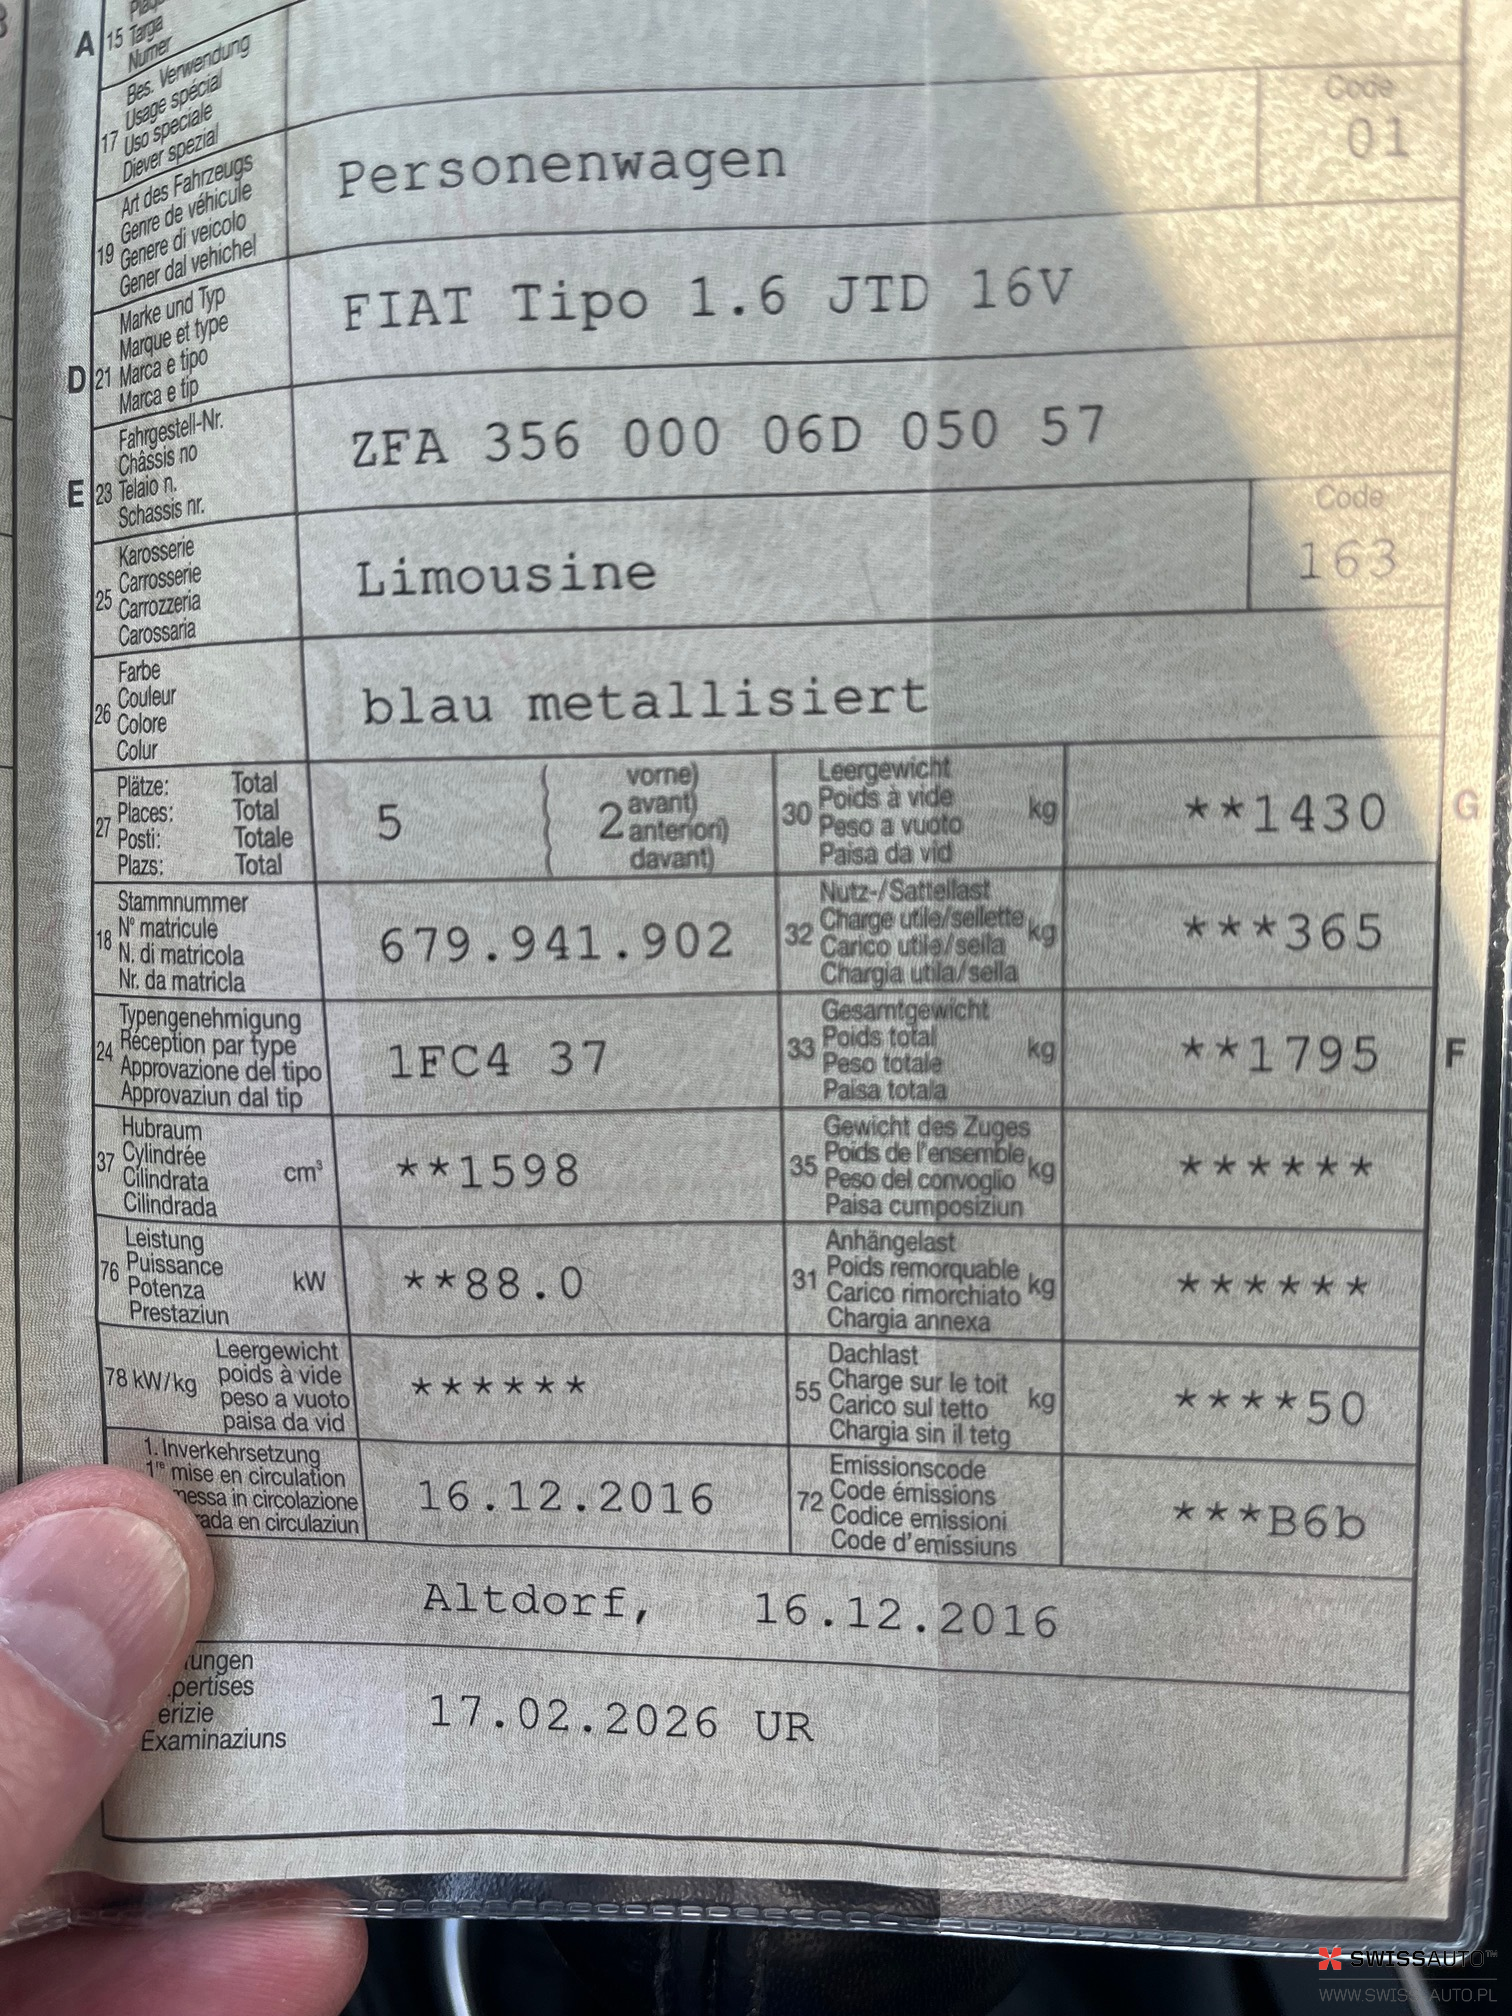 A 15 Targa
Numer
17 Bes. Verwendung
Usage spécial
Uso speciale
Diever spezial
19 Art des Fahrzeugs
Genre de véhicule
Genere di veicolo
Gener dal vehichel
Personenwagen
Code
01
D 21 Marke und Typ
Marque et type
Marca e tipo
Marca e tip
FIAT Tipo 1.6 JTD 16V
E 23 Fahrgestell-Nr.
Châssis no
Telaio n.
Schassis nr.
ZFA 356 000 06D 050 57
25 Karosserie
Carrosserie
Carrozzeria
Carossaria
Limousine
Code
163
26 Farbe
Couleur
Colore
Colur
blau metallisiert
27 Plätze: Total
Places: Total
Posti: Totale
Plazs: Total
5
2
vorne)
avant)
anteriori)
davant)
30 Leergewicht
Poids à vide
Peso a vuoto
Paisa da vid
kg
**1430
G
18 Stammnummer
N° matricule
N. di matricola
Nr. da matricla
679.941.902
32 Nutz-/Sattellast
Charge utile/sellette
Carico utile/sella
Chargia utila/sella
kg
***365
24 Typengenehmigung
Réception par type
Approvazione del tipo
Approvaziun dal tip
1FC4 37
33 Gesamtgewicht
Poids total
Peso totale
Paisa totala
kg
**1795
F
37 Hubraum
Cylindrée
Cilindrata
Cilindrada
cm³
**1598
35 Gewicht des Zuges
Poids de l'ensemble
Peso del convoglio
Paisa cumposiziun
kg
******
76 Leistung
Puissance
Potenza
Prestaziun
kW
**88.0
31 Anhängelast
Poids remorquable
Carico rimorchiato
Chargia annexa
kg
******
78 kW/kg
Leergewicht
poids à vide
peso a vuoto
paisa da vid
******
55 Dachlast
Charge sur le toit
Carico sul tetto
Chargia sin il tetg
kg
****50
1. Inverkehrsetzung
1re mise en circulation
messa in circolazione
rada en circulaziun
16.12.2016
72 Emissionscode
Code émissions
Codice emissioni
Code d'emissiuns
***B6b
Altdorf, 16.12.2016
ungen
pertises
erizie
Examinaziuns
17.02.2026 UR
SWISSAUTO™
WWW.SWISSAUTO.PL